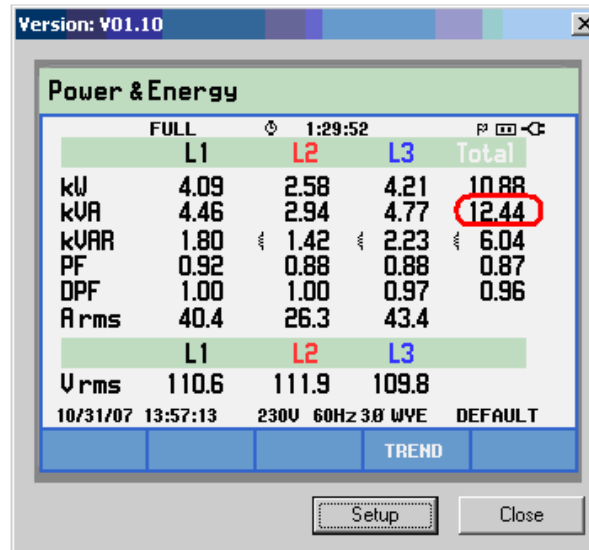 Version: V01.10
Power & Energy
FULL 1:29:52
L1 L2 L3 Total
kW 4.09 2.58 4.21 10.88
kVA 4.46 2.94 4.77 12.44
kVAR 1.80 1.42 2.23 6.04
PF 0.92 0.88 0.88 0.87
DPF 1.00 1.00 0.97 0.96
A rms 40.4 26.3 43.4
L1 L2 L3
V rms 110.6 111.9 109.8
10/31/07 13:57:13 230V 60Hz 3Ø WYE DEFAULT
TREND
Setup Close